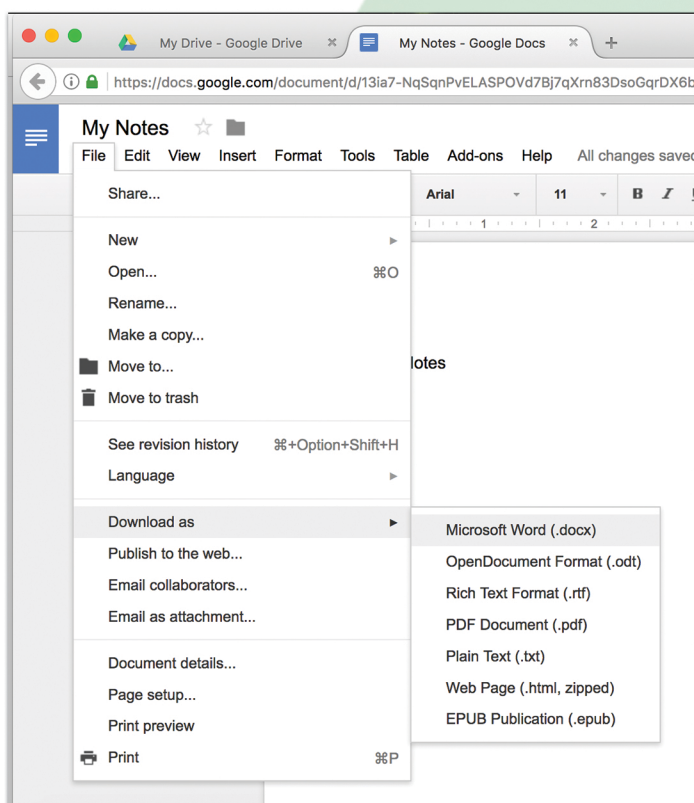 My Drive - Google Drive
My Notes - Google Docs
https://docs.google.com/document/d/13ia7-NqSqnPvELASPOVd7Bj7qXrn83DsoGqrDX6b
My Notes
File Edit View Insert Format Tools Table Add-ons Help All changes saved
Share...
Arial 11 B I U
1 2
New
Open... ⌘O
Rename...
Make a copy...
Move to...
lotes
Move to trash
See revision history ⌘+Option+Shift+H
Language
Download as
Microsoft Word (.docx)
Publish to the web...
OpenDocument Format (.odt)
Email collaborators...
Rich Text Format (.rtf)
Email as attachment...
PDF Document (.pdf)
Plain Text (.txt)
Document details...
Web Page (.html, zipped)
Page setup...
EPUB Publication (.epub)
Print preview
Print ⌘P